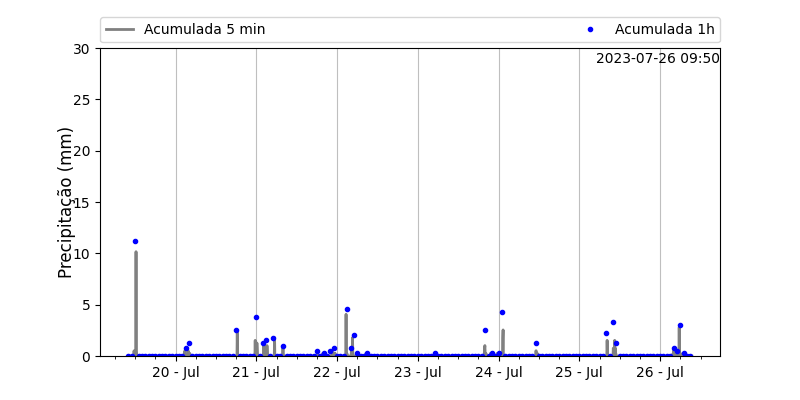 Acumulada 5 min
Acumulada 1h
2023-07-26 09:50
Precipitação (mm)
30
25
20
15
10
5
0
20 - Jul
21 - Jul
22 - Jul
23 - Jul
24 - Jul
25 - Jul
26 - Jul